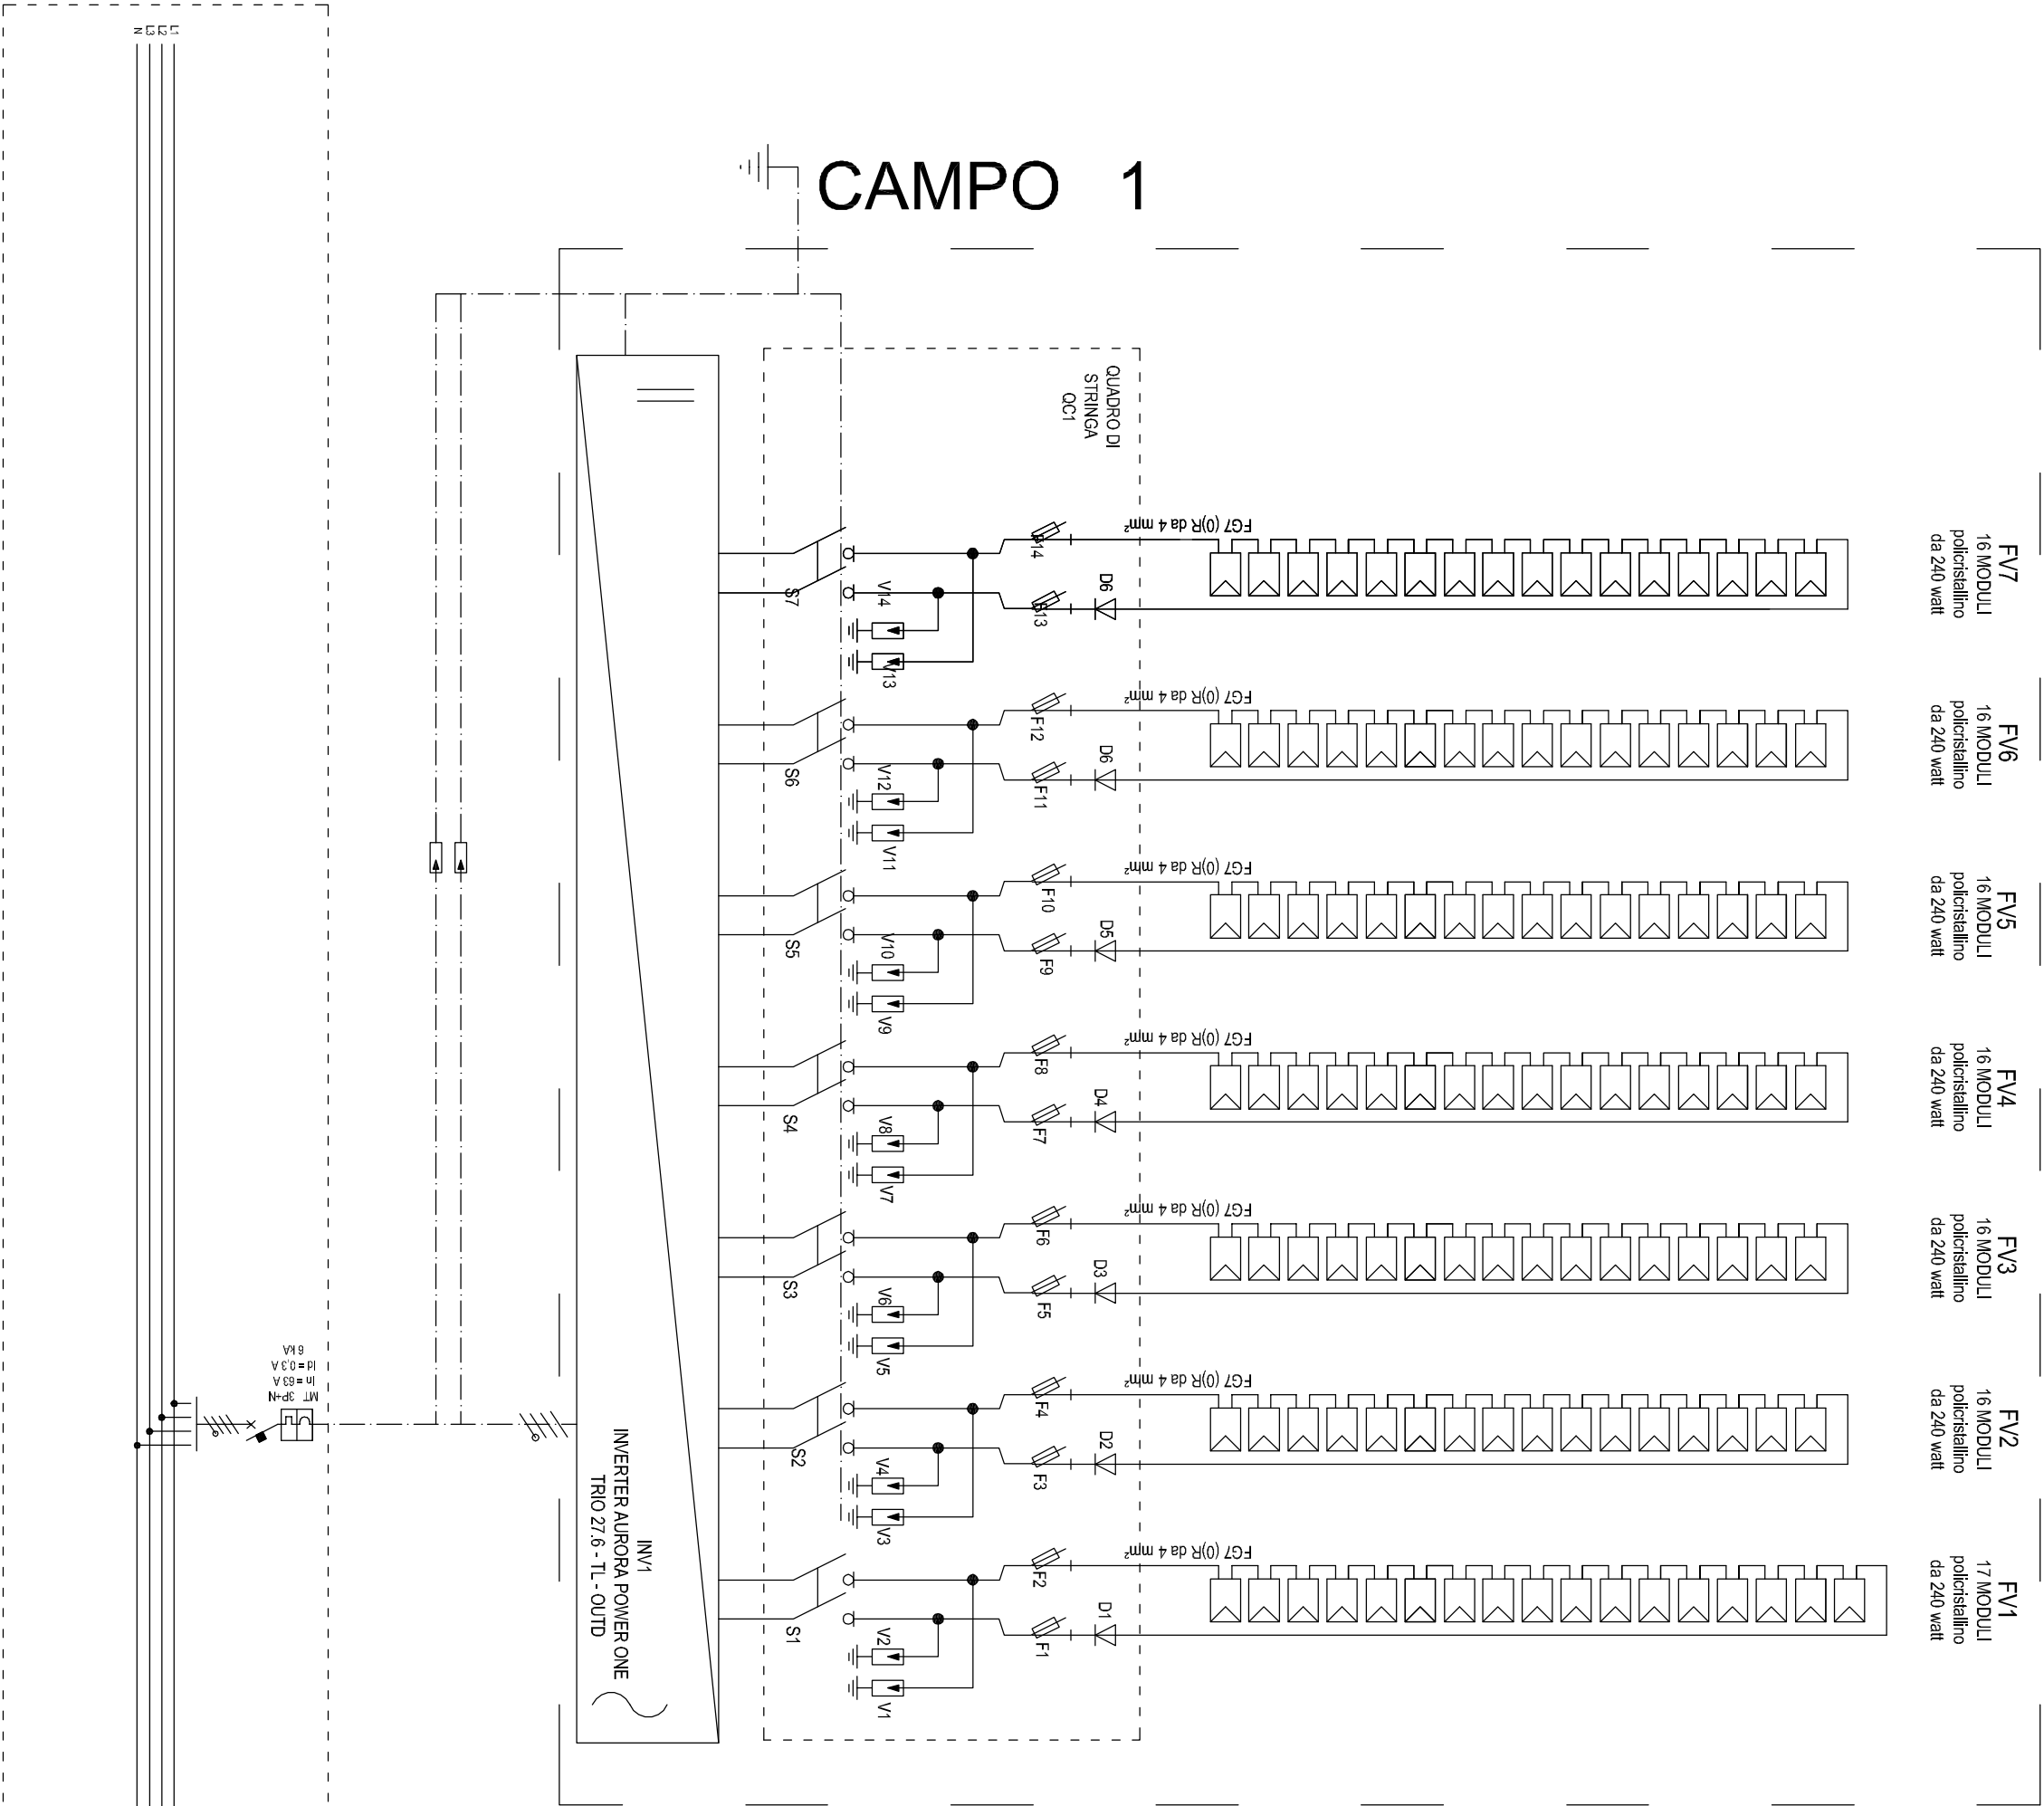 CAMPO 1
N
L3
L2
L1
QUADRO DI
STRINGA
QC1
FV7
16 MODULI
policristallino
da 240 watt
FG7 (0)R da 4 mm²
F14
F13
D6
S7
V14
V13
FV6
16 MODULI
policristallino
da 240 watt
FG7 (0)R da 4 mm²
F12
F11
D6
S6
V12
V11
FV5
16 MODULI
policristallino
da 240 watt
FG7 (0)R da 4 mm²
F10
F9
D5
S5
V10
V9
FV4
16 MODULI
policristallino
da 240 watt
FG7 (0)R da 4 mm²
F8
F7
D4
S4
V8
V7
FV3
16 MODULI
policristallino
da 240 watt
FG7 (0)R da 4 mm²
F6
F5
D3
S3
V6
V5
FV2
16 MODULI
policristallino
da 240 watt
FG7 (0)R da 4 mm²
F4
F3
D2
S2
V4
V3
FV1
17 MODULI
policristallino
da 240 watt
FG7 (0)R da 4 mm²
F2
F1
D1
S1
V2
V1
INV1
INVERTER AURORA POWER ONE
TRIO 27.6 - TL - OUTD
MT 3P+N
In = 63 A
Id = 0,3 A
6 kA